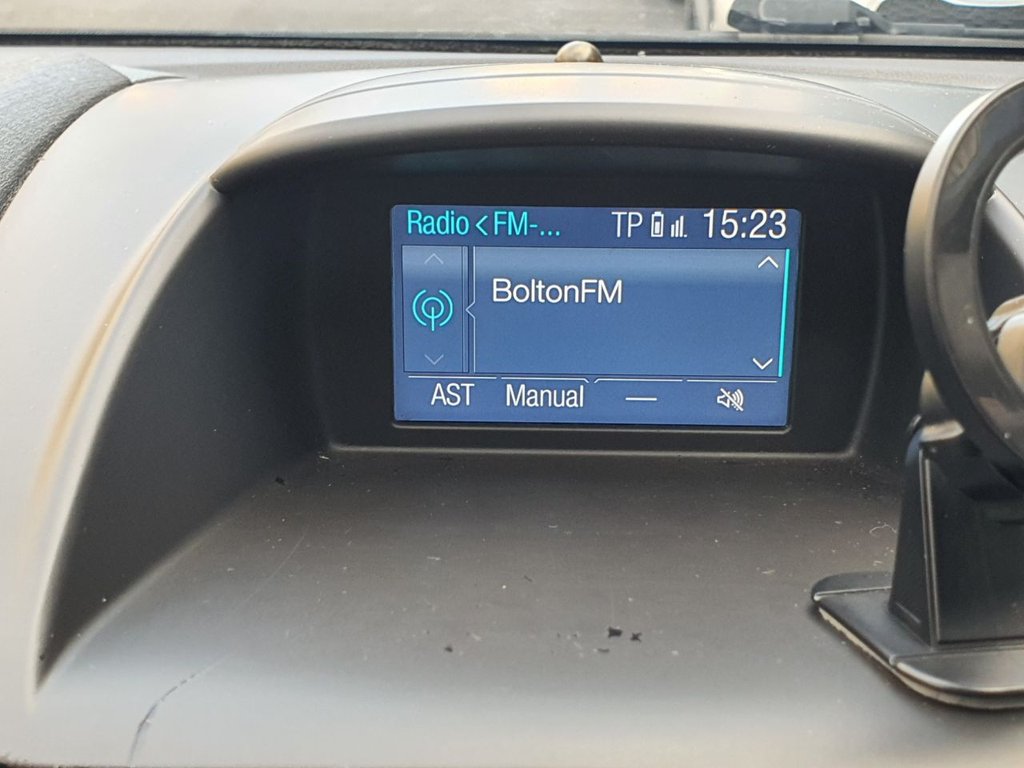 Radio < FM-... TP 15:23
BoltonFM
AST Manual —